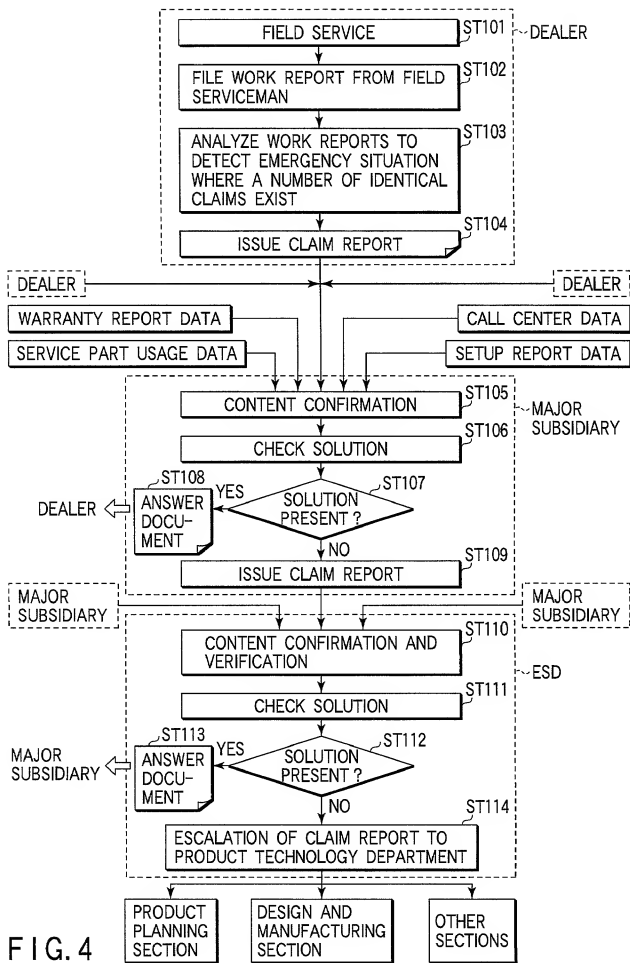 FIELD SERVICE
ST101
DEALER
FILE WORK REPORT FROM FIELD
SERVICEMAN
ST102
ANALYZE WORK REPORTS TO
DETECT EMERGENCY SITUATION
WHERE A NUMBER OF IDENTICAL
CLAIMS EXIST
ST103
ISSUE CLAIM REPORT
ST104
DEALER
DEALER
WARRANTY REPORT DATA
CALL CENTER DATA
SERVICE PART USAGE DATA
SETUP REPORT DATA
CONTENT CONFIRMATION
ST105
MAJOR
SUBSIDIARY
CHECK SOLUTION
ST106
SOLUTION
PRESENT ?
ST107
YES
ST108
ANSWER
DOCU-
MENT
DEALER
NO
ISSUE CLAIM REPORT
ST109
MAJOR
SUBSIDIARY
MAJOR
SUBSIDIARY
CONTENT CONFIRMATION AND
VERIFICATION
ST110
ESD
CHECK SOLUTION
ST111
SOLUTION
PRESENT ?
ST112
YES
ST113
ANSWER
DOCU-
MENT
MAJOR
SUBSIDIARY
NO
ESCALATION OF CLAIM REPORT TO
PRODUCT TECHNOLOGY DEPARTMENT
ST114
PRODUCT
PLANNING
SECTION
DESIGN AND
MANUFACTURING
SECTION
OTHER
SECTIONS
FIG. 4